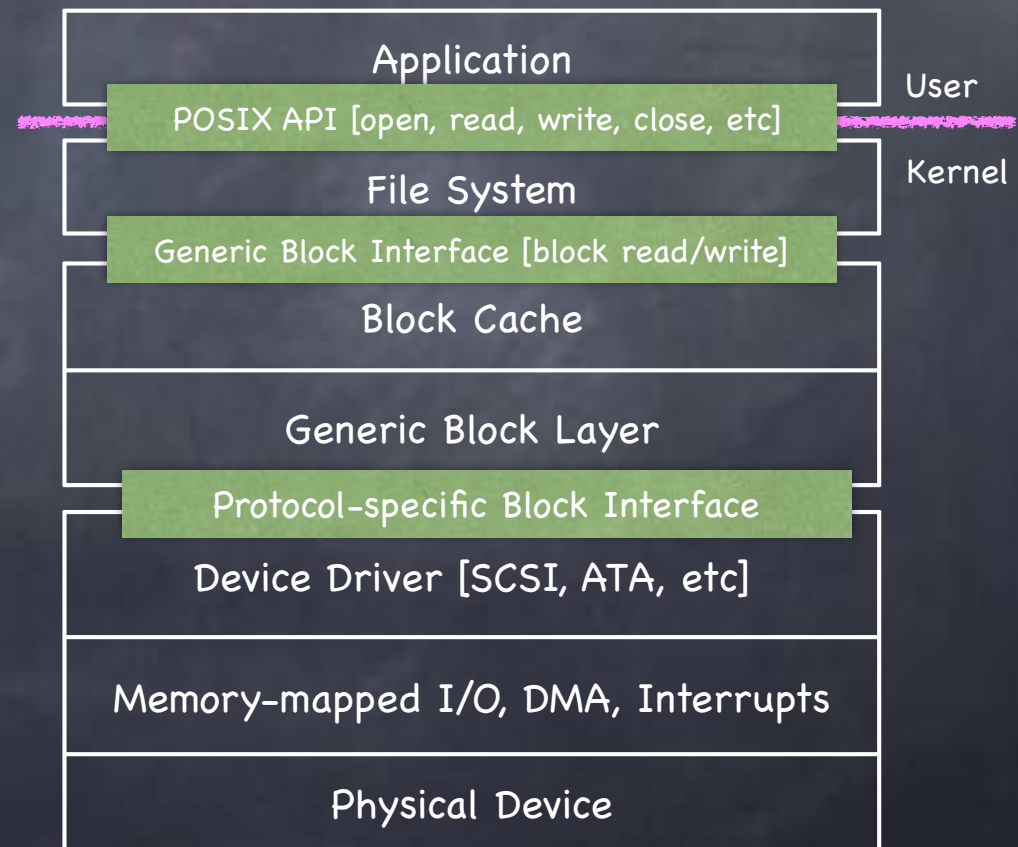 Application
User
POSIX API [open, read, write, close, etc]
Kernel
File System
Generic Block Interface [block read/write]
Block Cache
Generic Block Layer
Protocol-specific Block Interface
Device Driver [SCSI, ATA, etc]
Memory-mapped I/O, DMA, Interrupts
Physical Device